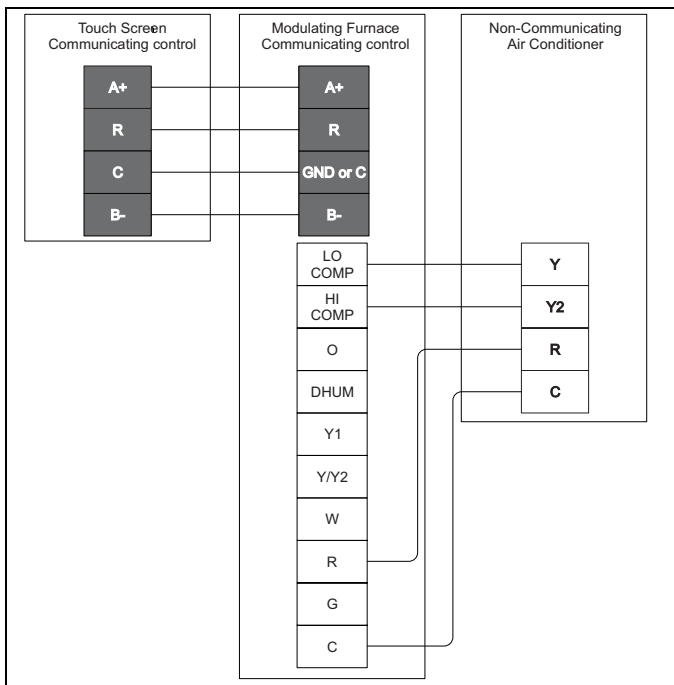 Touch Screen
Communicating control
A+
R
C
B-
Modulating Furnace
Communicating control
A+
R
GND or C
B-
LO
COMP
HI
COMP
O
DHUM
Y1
Y/Y2
W
R
G
C
Non-Communicating
Air Conditioner
Y
Y2
R
C